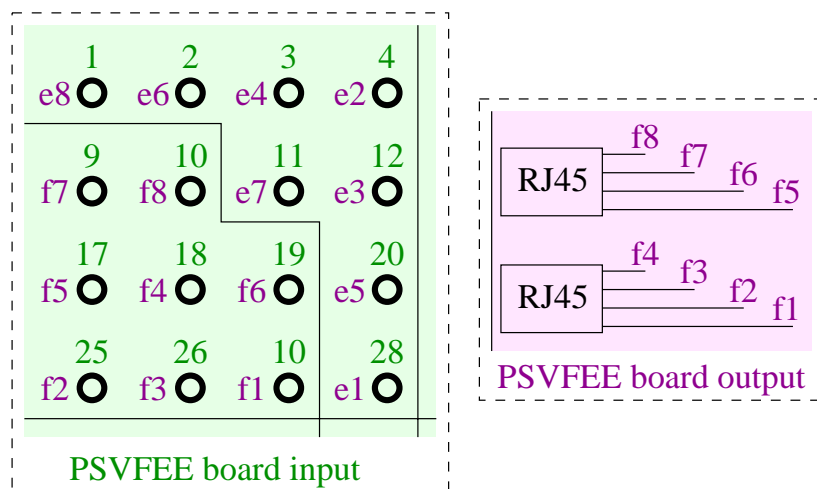 1 2 3 4
e8 e6 e4 e2
9 10 11 12
f7 f8 e7 e3
17 18 19 20
f5 f4 f6 e5
25 26 10 28
f2 f3 f1 e1
PSVFEE board input
f8
RJ45 f7
f6
f5
f4
RJ45 f3
f2
f1
PSVFEE board output